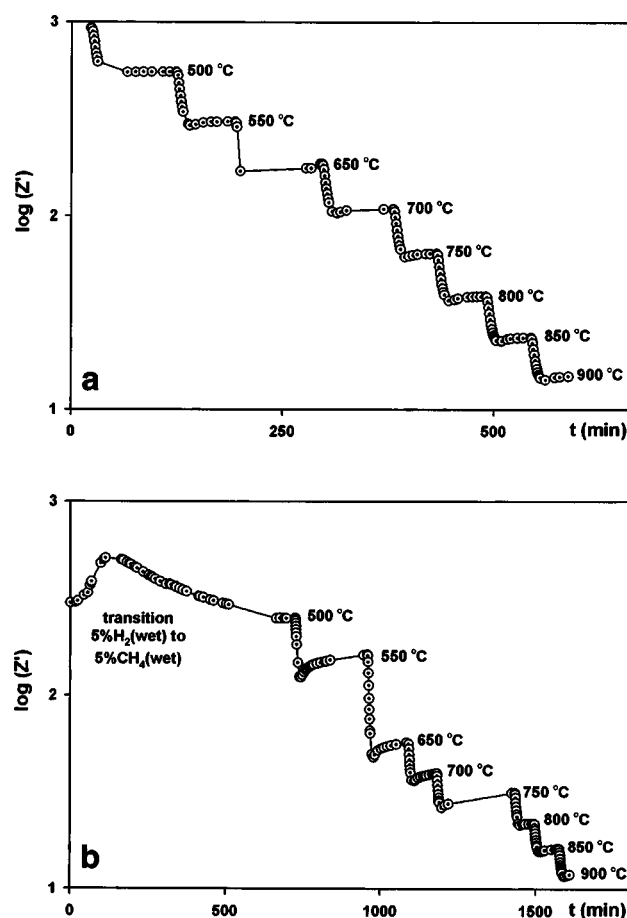 3
500 °C
550 °C
log (Z')
650 °C
2
700 °C
750 °C
800 °C
850 °C
a
900 °C
1
0
250
500
t (min)
3
500 °C
transition
5%H₂(wet) to
5%CH₄(wet)
550 °C
log (Z')
2
650 °C
700 °C
750 °C
800 °C
850 °C
b
900 °C
1
0
500
1000
1500
t (min)